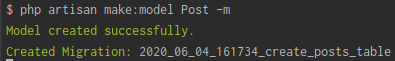 $ php artisan make:model Post -m
Model created successfully.
Created Migration: 2020_06_04_161734_create_posts_table